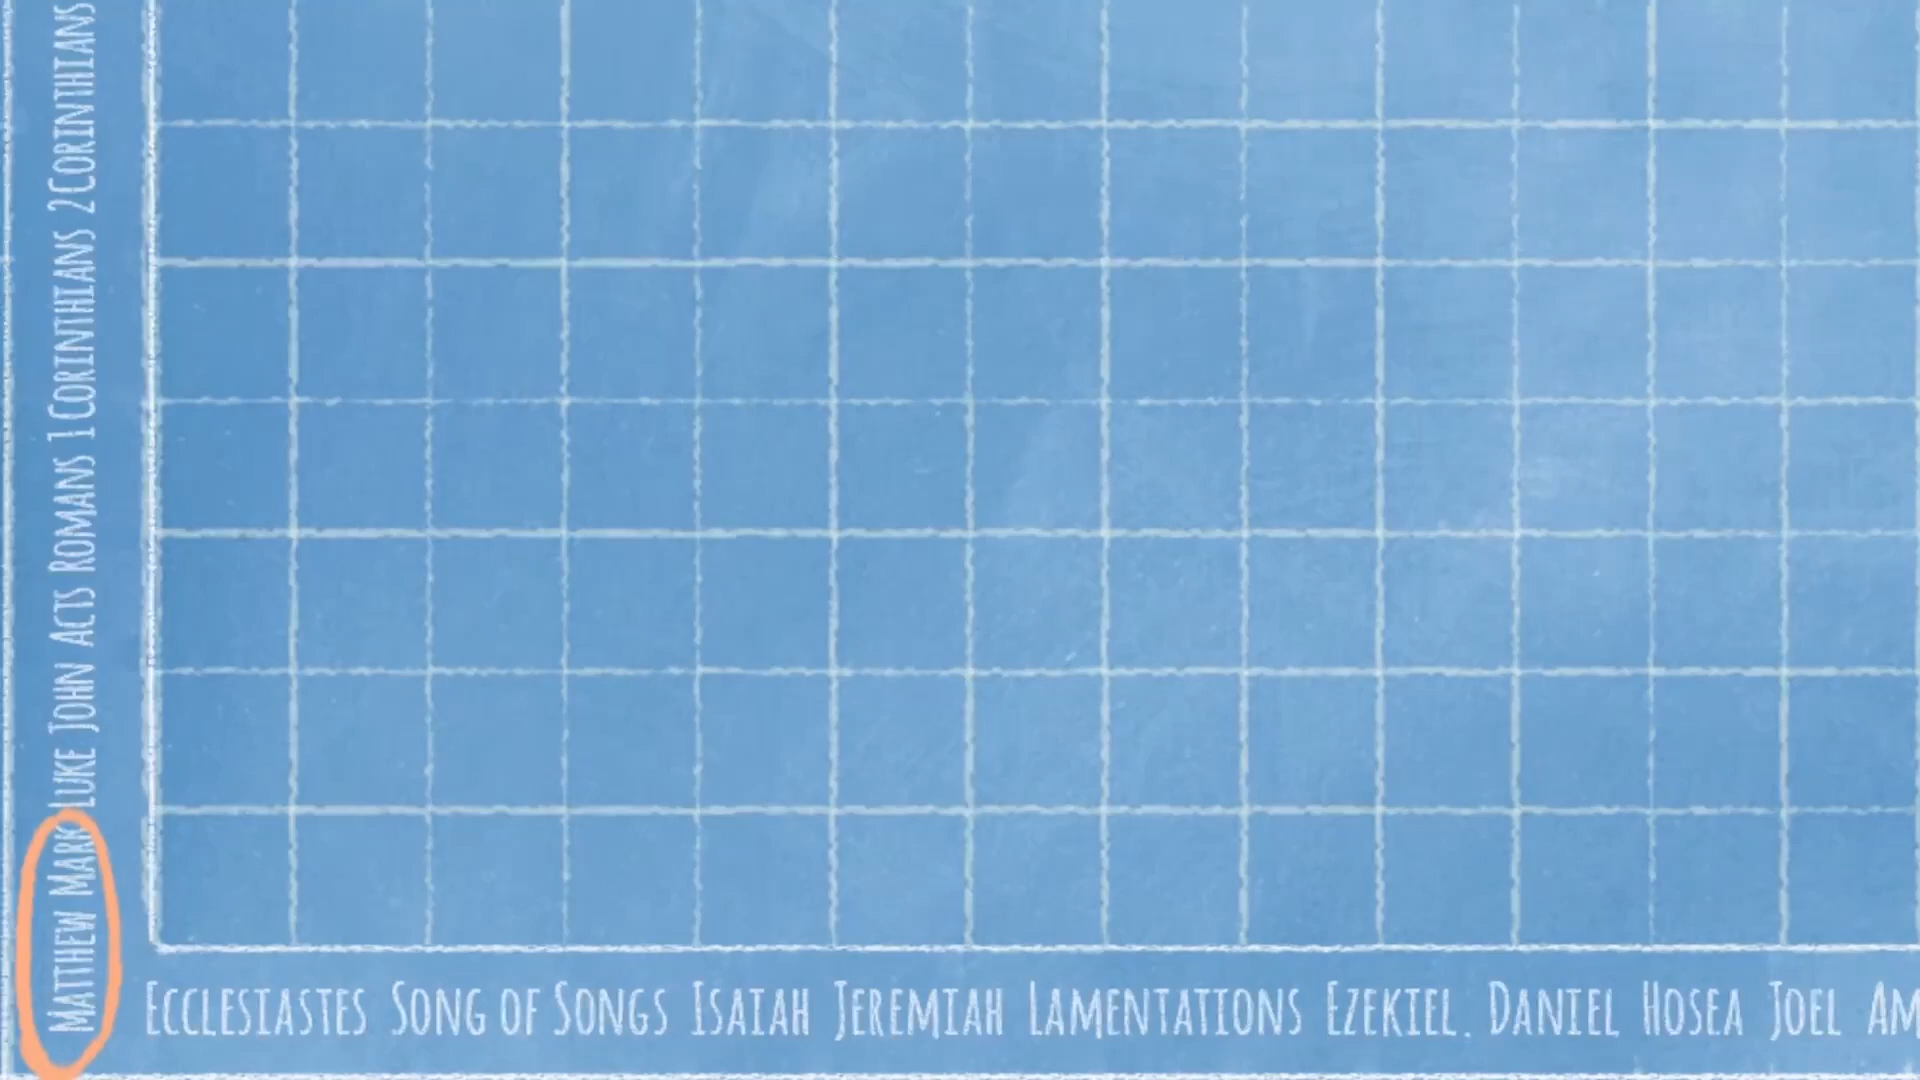 Matthew Mark Luke John Acts Romans 1 Corinthians 2 Corinthians
Ecclesiastes Song of Songs Isaiah Jeremiah Lamentations Ezekiel. Daniel Hosea Joel Am